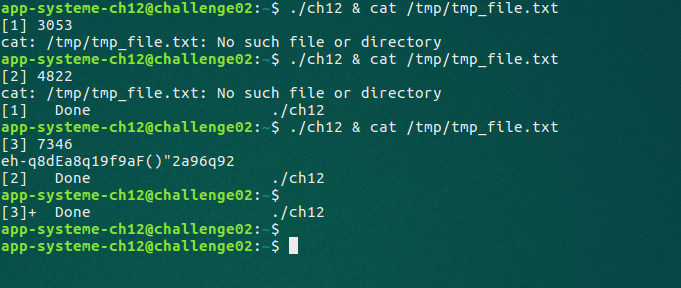 app-systeme-ch12@challenge02:~$ ./ch12 & cat /tmp/tmp_file.txt
[1] 3053
cat: /tmp/tmp_file.txt: No such file or directory
app-systeme-ch12@challenge02:~$ ./ch12 & cat /tmp/tmp_file.txt
[2] 4822
cat: /tmp/tmp_file.txt: No such file or directory
[1]   Done                    ./ch12
app-systeme-ch12@challenge02:~$ ./ch12 & cat /tmp/tmp_file.txt
[3] 7346
eh-q8dEa8q19f9aF()"2a96q92
[2]   Done                    ./ch12
app-systeme-ch12@challenge02:~$
[3]+  Done                    ./ch12
app-systeme-ch12@challenge02:~$
app-systeme-ch12@challenge02:~$